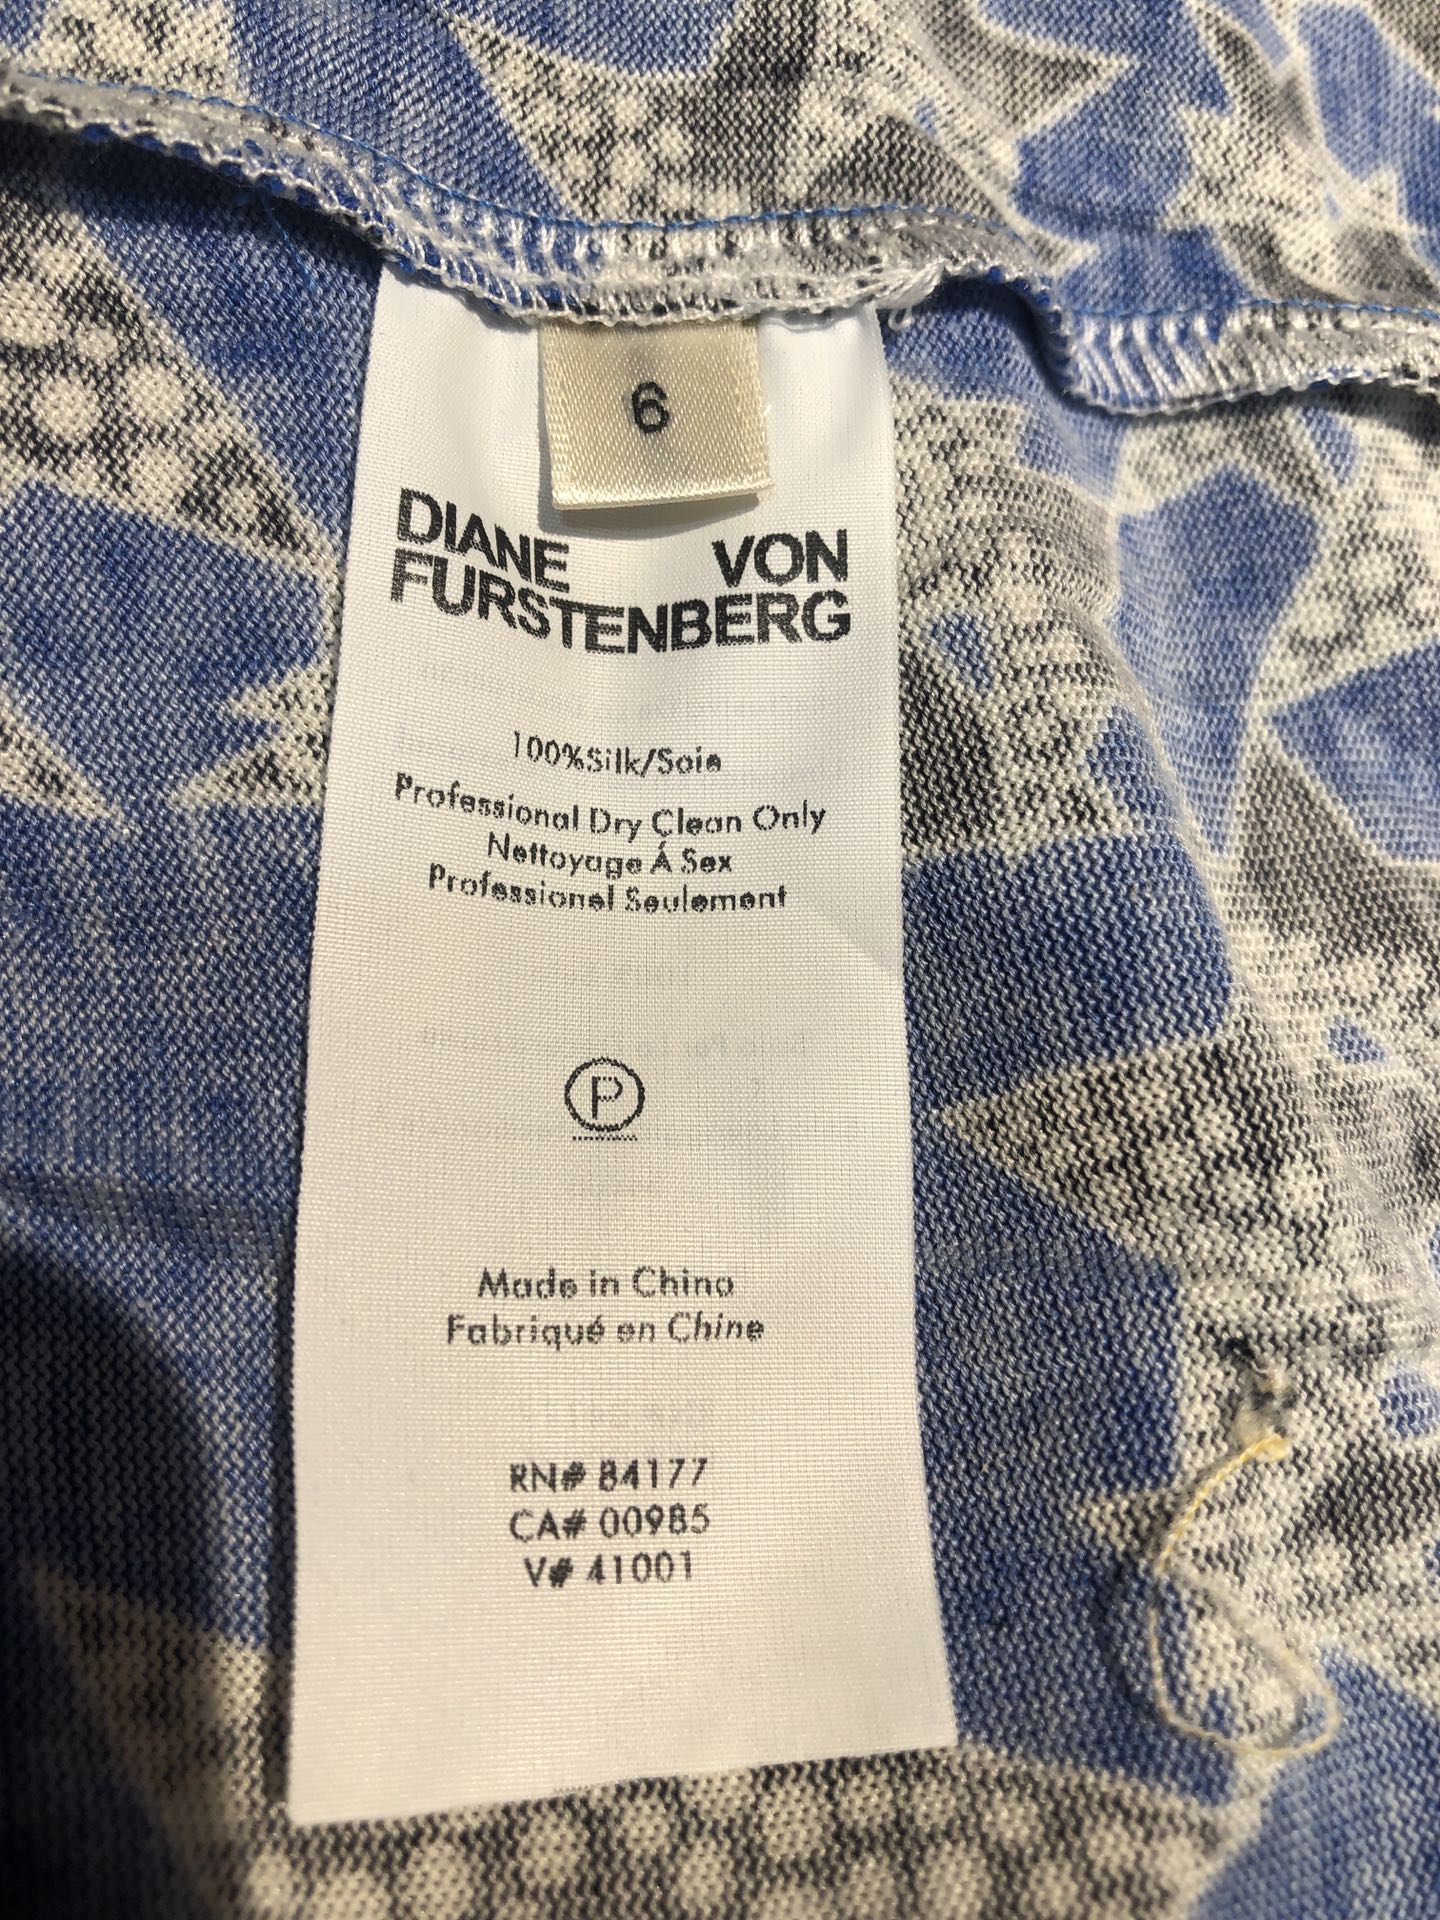 6
DIANE VON
FURSTENBERG
100%Silk/Soie
Professional Dry Clean Only
Nettoyage Á Sex
Professionel Seulement
P
Made in China
Fabriqué en Chine
RN# 84177
CA# 00985
V# 41001